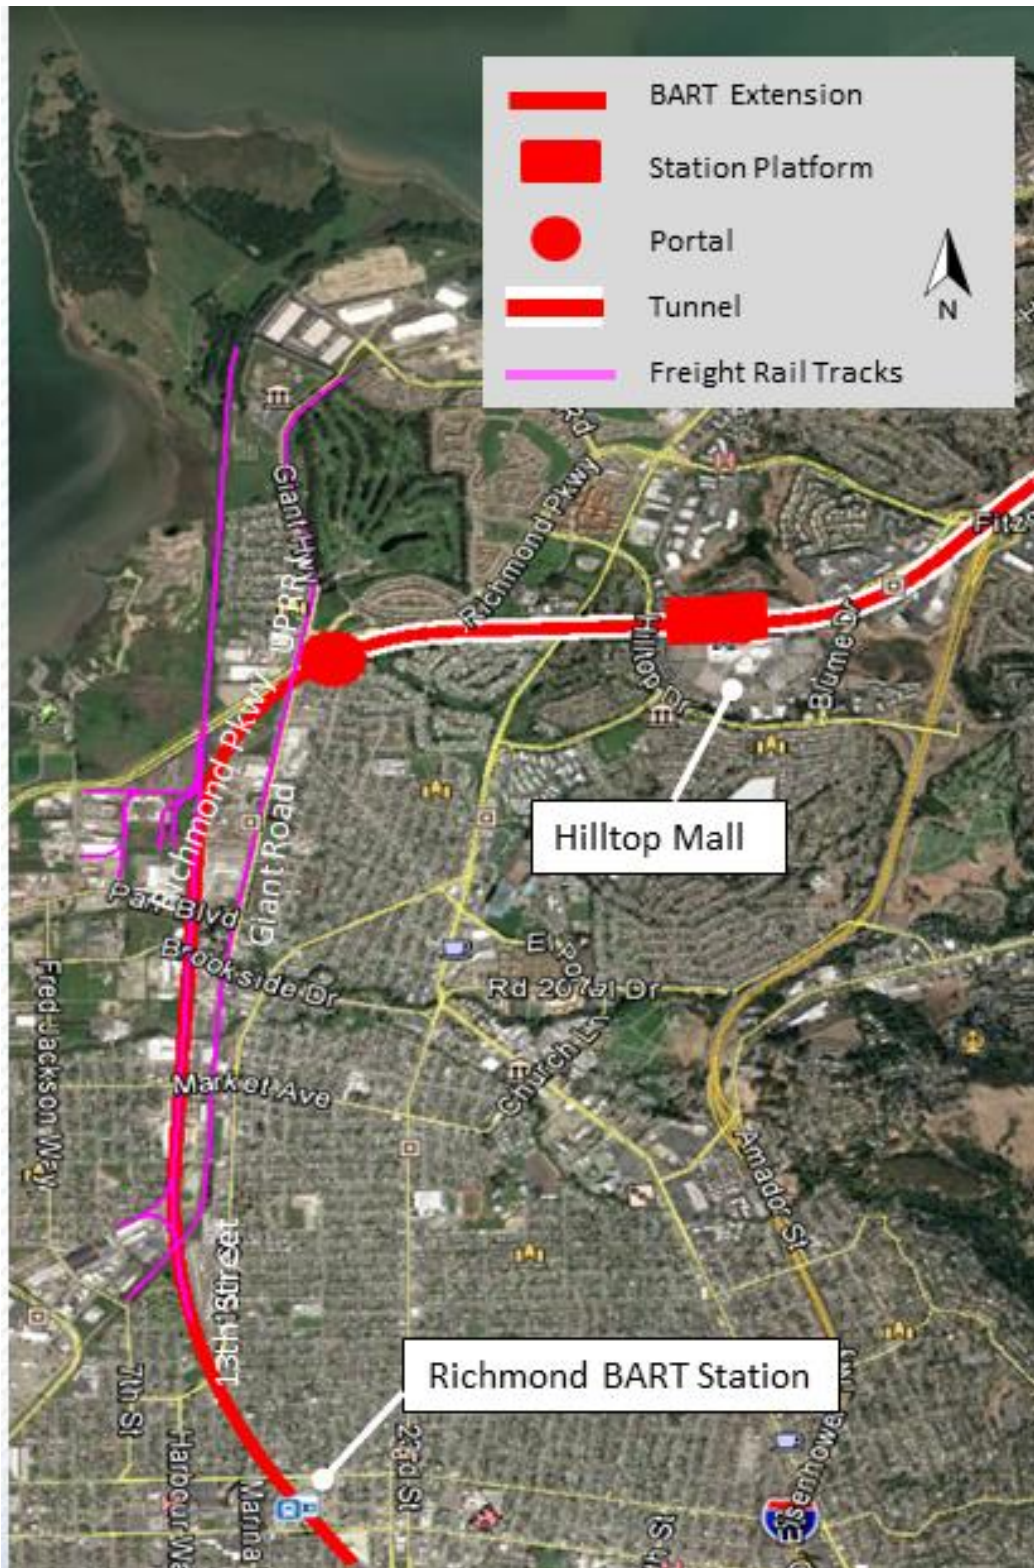 BART Extension
Station Platform
Portal
Tunnel
Freight Rail Tracks
N
Giant Hwy
UPRR
Richmond Pkwy
Richmond Pkwy
Hilltop
Blume Dr
Hilltop Mall
Giant Road
Parr Blvd
Brookside Dr
Fred Jackson Way
Market Ave
Church Ln
Amador St
13th Street
Richmond BART Station
7th St
23rd St